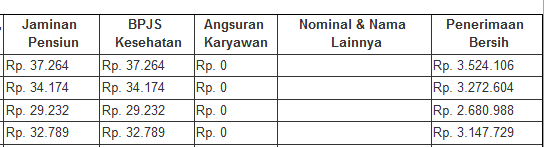 Jaminan Pensiun BPJS Kesehatan Angsuran Karyawan Nominal & Nama Lainnya Penerimaan Bersih
Rp. 37.264 Rp. 37.264 Rp. 0 Rp. 3.524.106
Rp. 34.174 Rp. 34.174 Rp. 0 Rp. 3.272.604
Rp. 29.232 Rp. 29.232 Rp. 0 Rp. 2.680.988
Rp. 32.789 Rp. 32.789 Rp. 0 Rp. 3.147.729